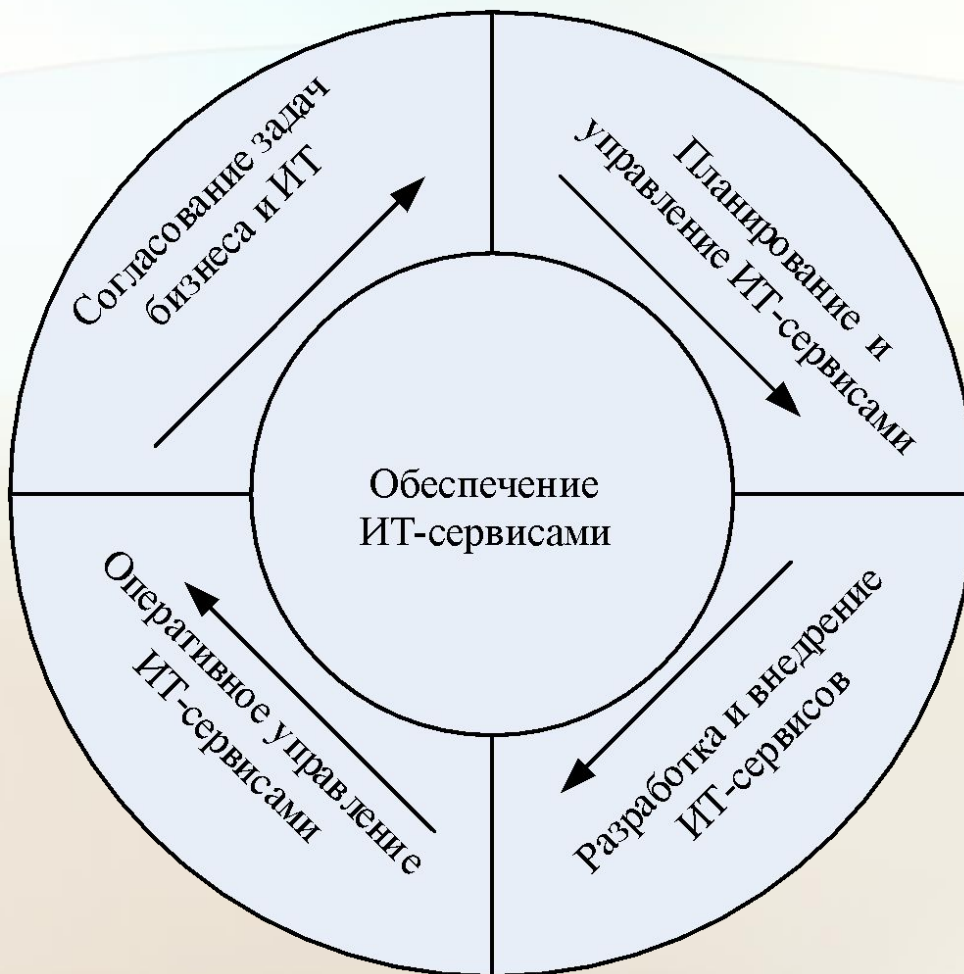 Согласование задач
бизнеса и ИТ
Планирование и
управление ИТ-сервисами
Обеспечение
ИТ-сервисами
Оперативное управление
ИТ-сервисами
Разработка и внедрение
ИТ-сервисов